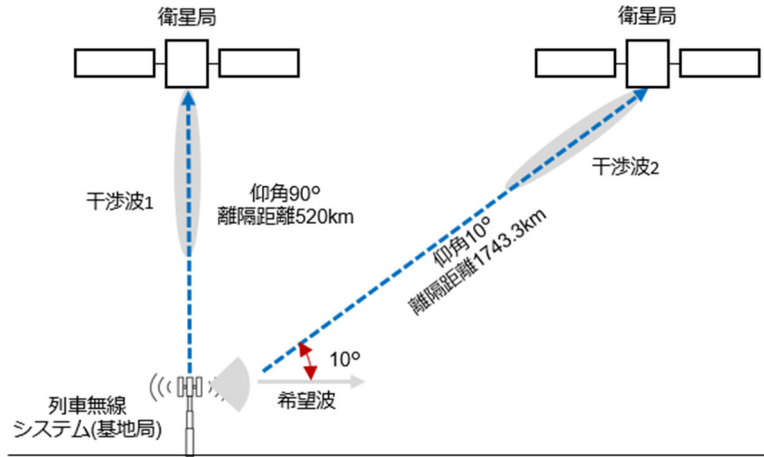 衛星局
衛星局
干渉波1
仰角90°
離隔距離520km
干渉波2
仰角10°
離隔距離1743.3km
10°
希望波
列車無線
システム(基地局)